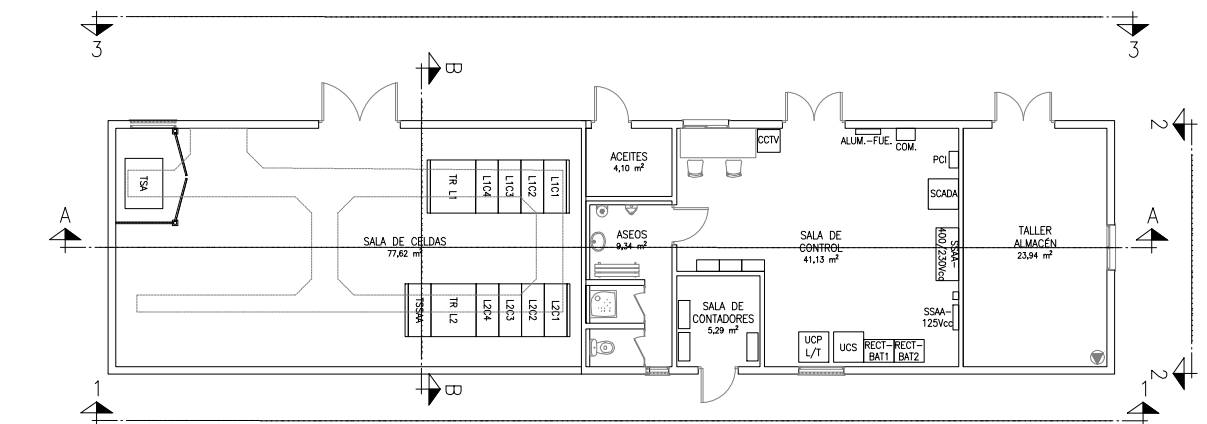 3
3
B
2
CCTV
ALUM.-FUE.
COM.
ACEITES
4,10 m²
PCI
TSA
TR L1
L1C4
L1C3
L1C2
L1C1
SCADA
A
A
SALA DE CELDAS
77,62 m²
ASEOS
9,34 m²
SALA DE
CONTROL
41,13 m²
SSAA-
400/230Vcc
TALLER
ALMACÉN
23,94 m²
TSSAA
TR L2
L2C4
L2C3
L2C2
L2C1
SALA DE
CONTADORES
5,29 m²
SSAA-
125Vcc
UCP
L/T
UCS
RECT-
BAT1
RECT-
BAT2
1
B
1
2